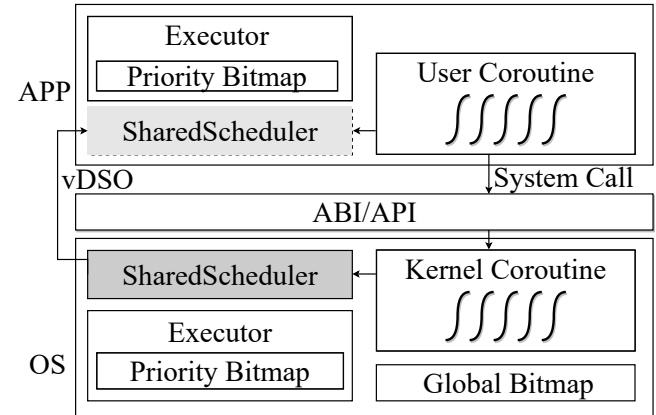 Executor
Priority Bitmap
User Coroutine
APP
SharedScheduler
vDSO
System Call
ABI/API
SharedScheduler
Kernel Coroutine
Executor
Priority Bitmap
OS
Global Bitmap